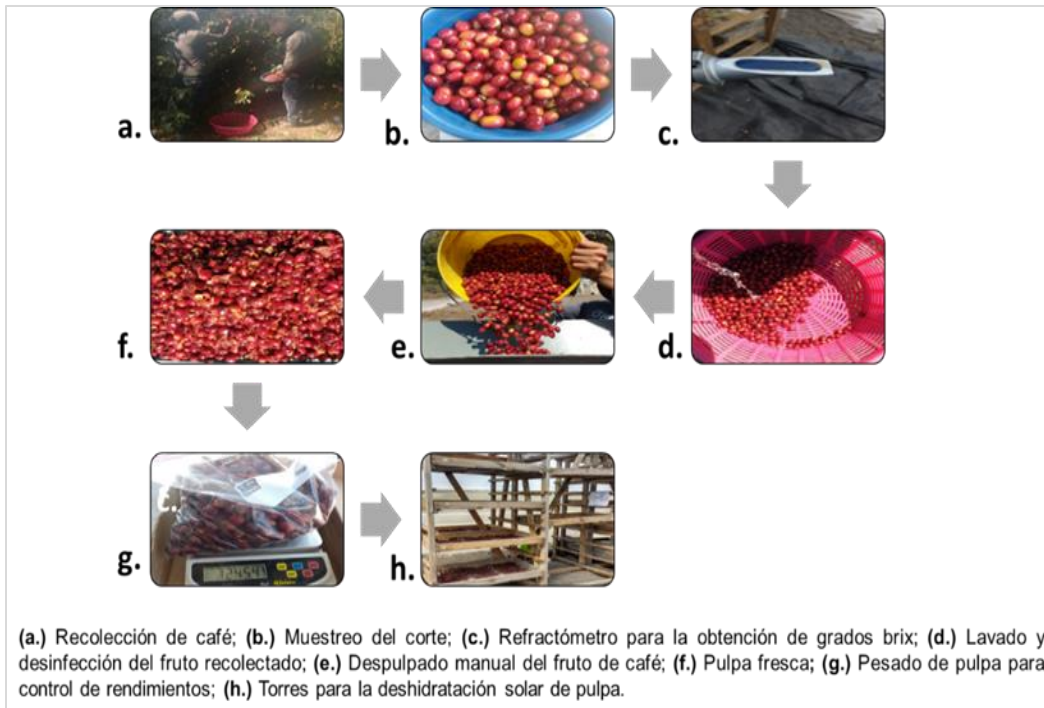 a.
b.
c.
f.
e.
d.
g.
h.
(a.) Recolección de café; (b.) Muestreo del corte; (c.) Refractómetro para la obtención de grados brix; (d.) Lavado y
desinfección del fruto recolectado; (e.) Despulpado manual del fruto de café; (f.) Pulpa fresca; (g.) Pesado de pulpa para
control de rendimientos; (h.) Torres para la deshidratación solar de pulpa.